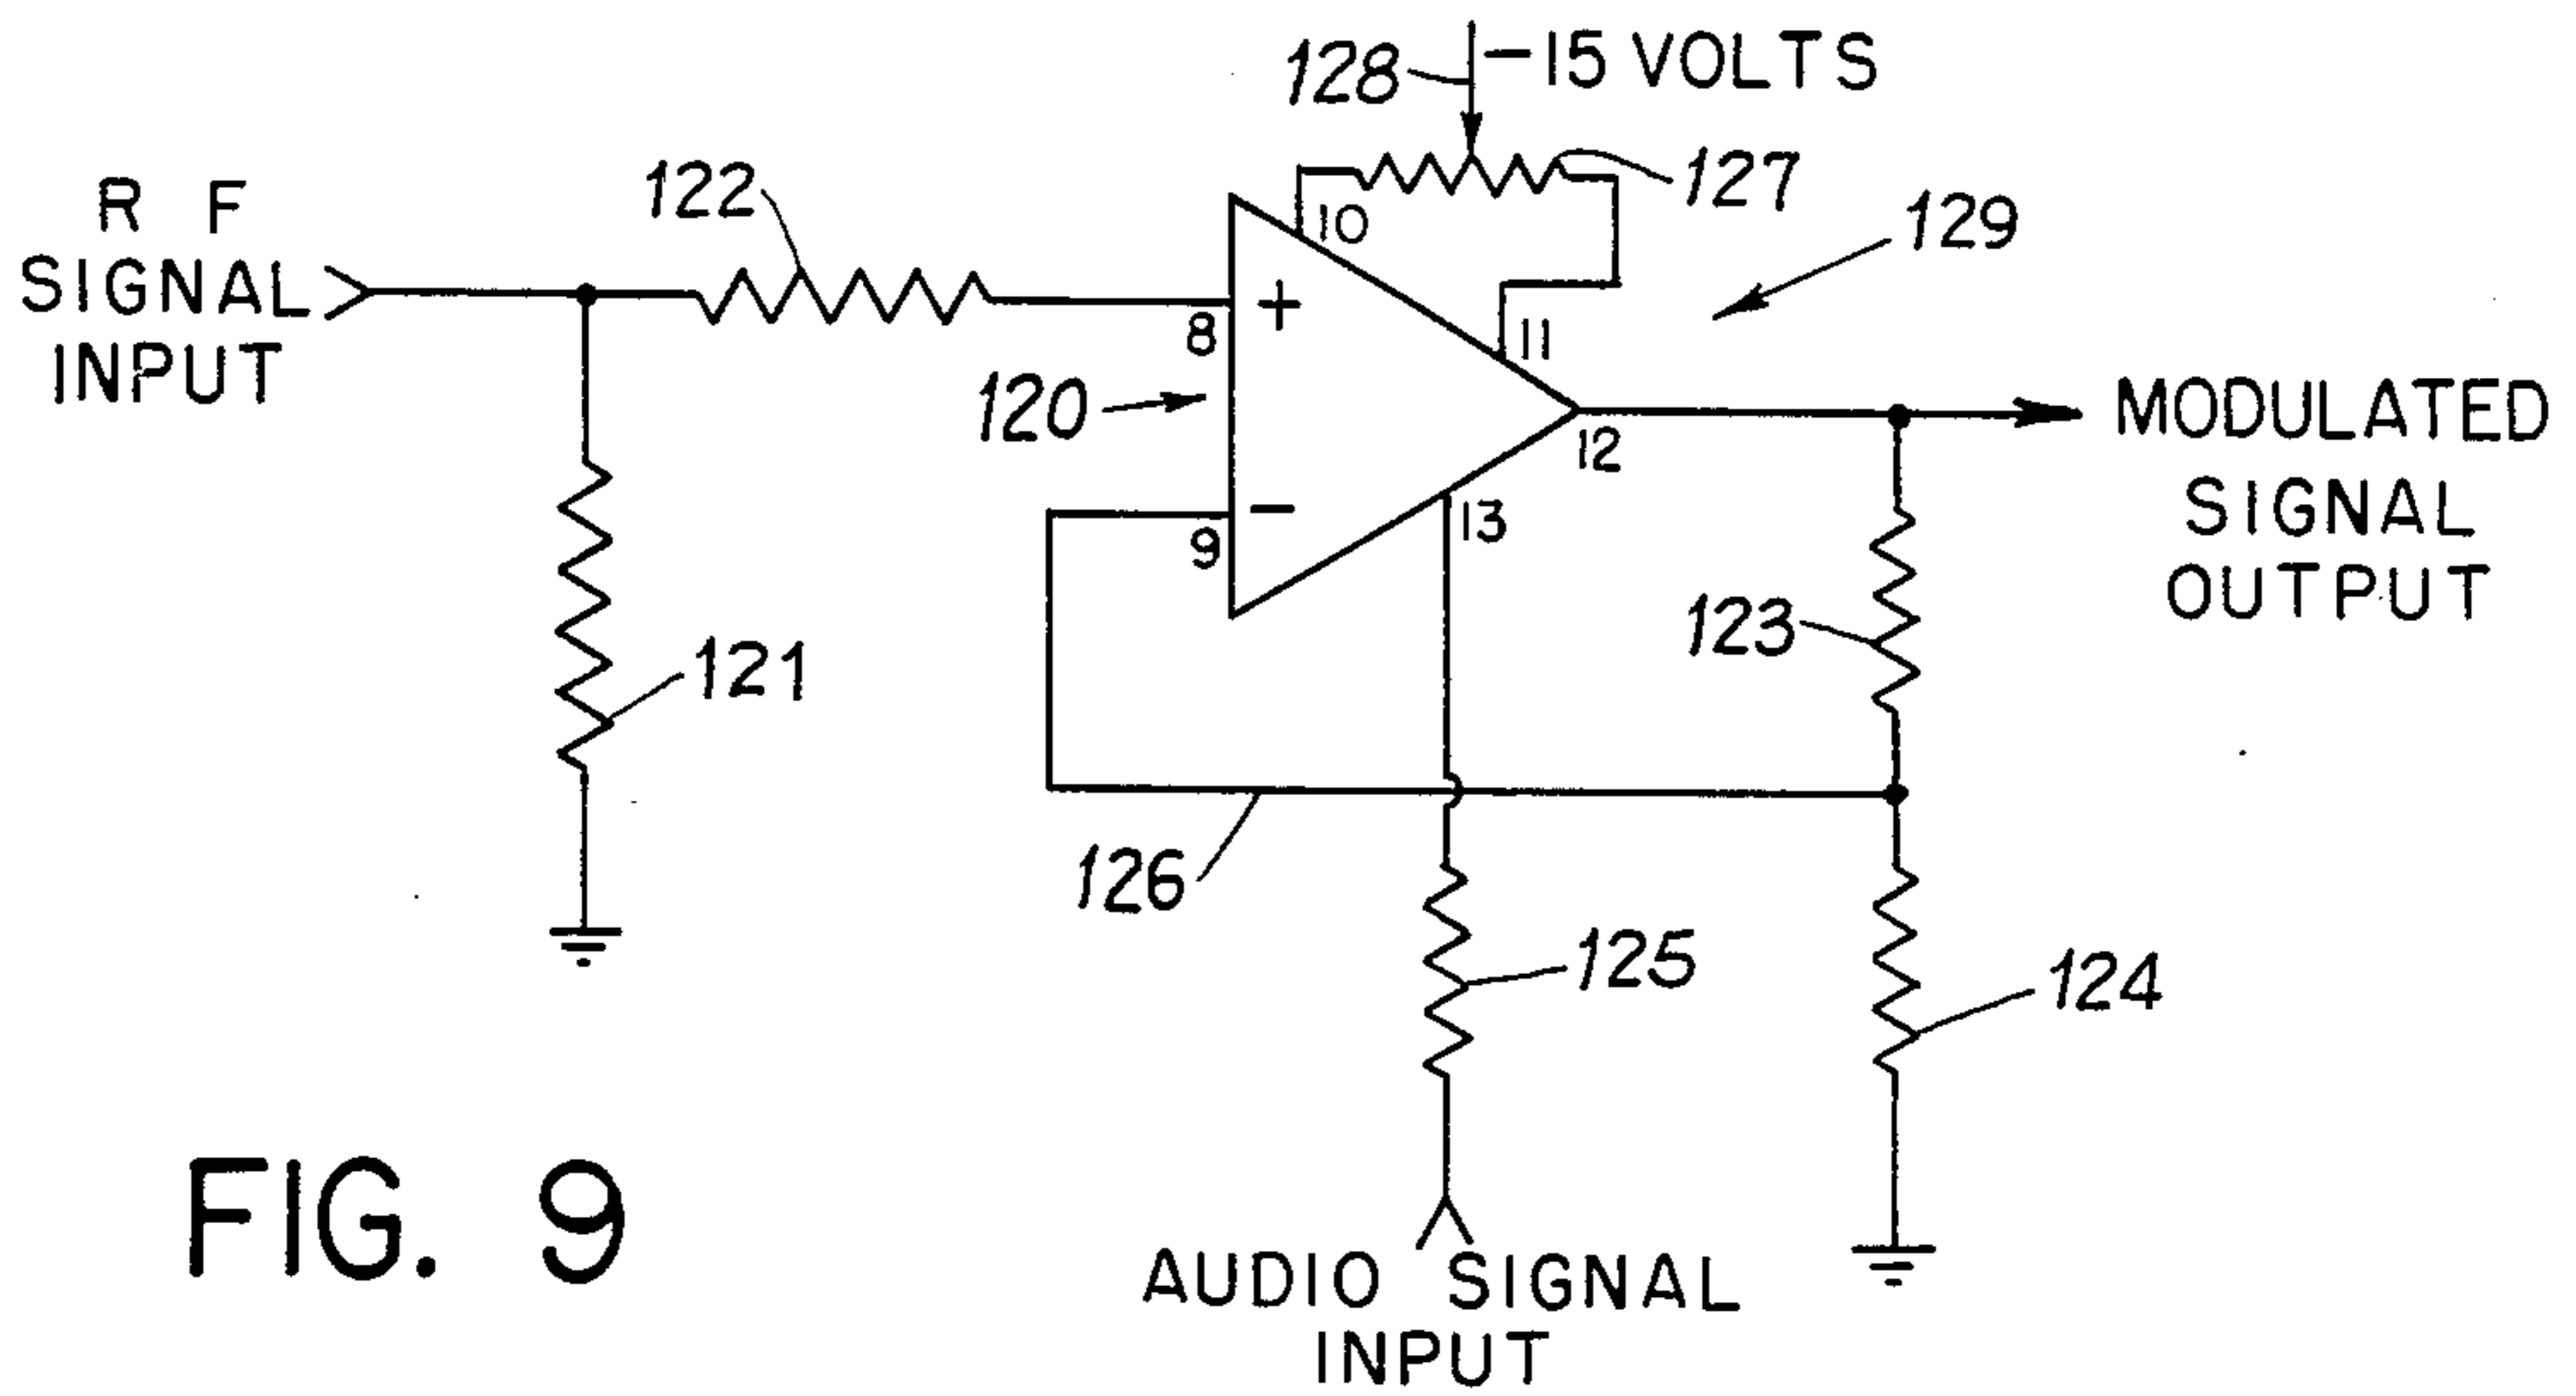 128
-15 VOLTS
127
129
R F
SIGNAL
INPUT
122
10
11
+
8
120
12
-
9
13
MODULATED
SIGNAL
OUTPUT
123
121
126
125
124
AUDIO SIGNAL
INPUT
FIG. 9